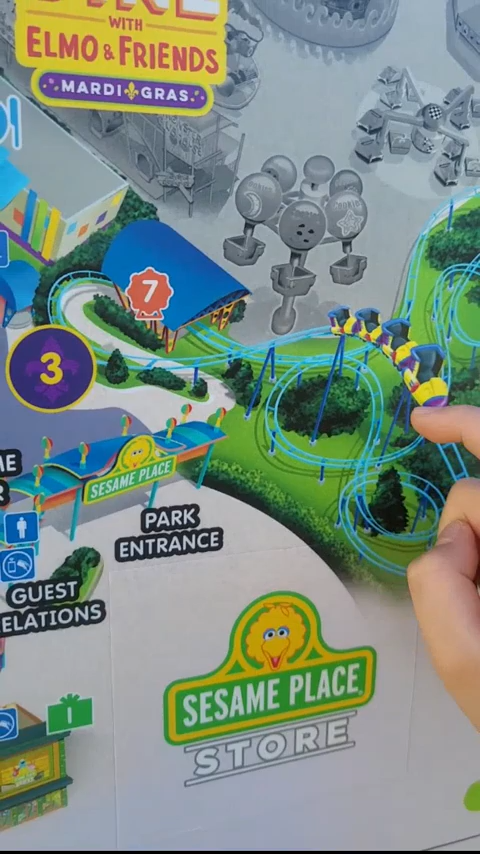 WITH
ELMO & FRIENDS
MARDI GRAS
7
3
SESAME PLACE
PARK
ENTRANCE
GUEST
ELATIONS
SESAME PLACE
STORE